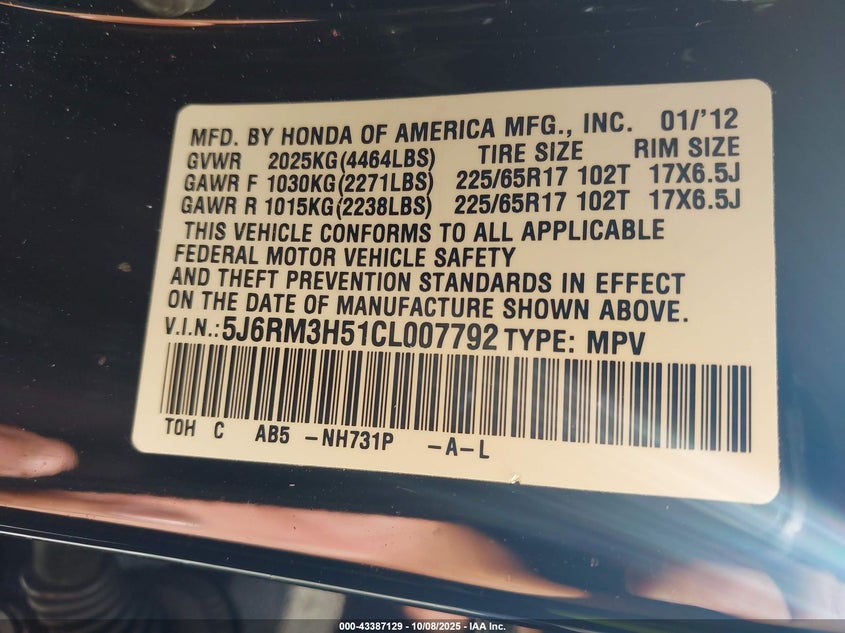 MFD. BY HONDA OF AMERICA MFG., INC. 01/'12
GVWR 2025KG(4464LBS) TIRE SIZE RIM SIZE
GAWR F 1030KG(2271LBS) 225/65R17 102T 17X6.5J
GAWR R 1015KG(2238LBS) 225/65R17 102T 17X6.5J
THIS VEHICLE CONFORMS TO ALL APPLICABLE
FEDERAL MOTOR VEHICLE SAFETY
AND THEFT PREVENTION STANDARDS IN EFFECT
ON THE DATE OF MANUFACTURE SHOWN ABOVE.
V.I.N.: 5J6RM3H51CL007792 TYPE: MPV
TOH C AB5 -NH731P -A-L
000-43387129 - 10/08/2025 - IAA Inc.